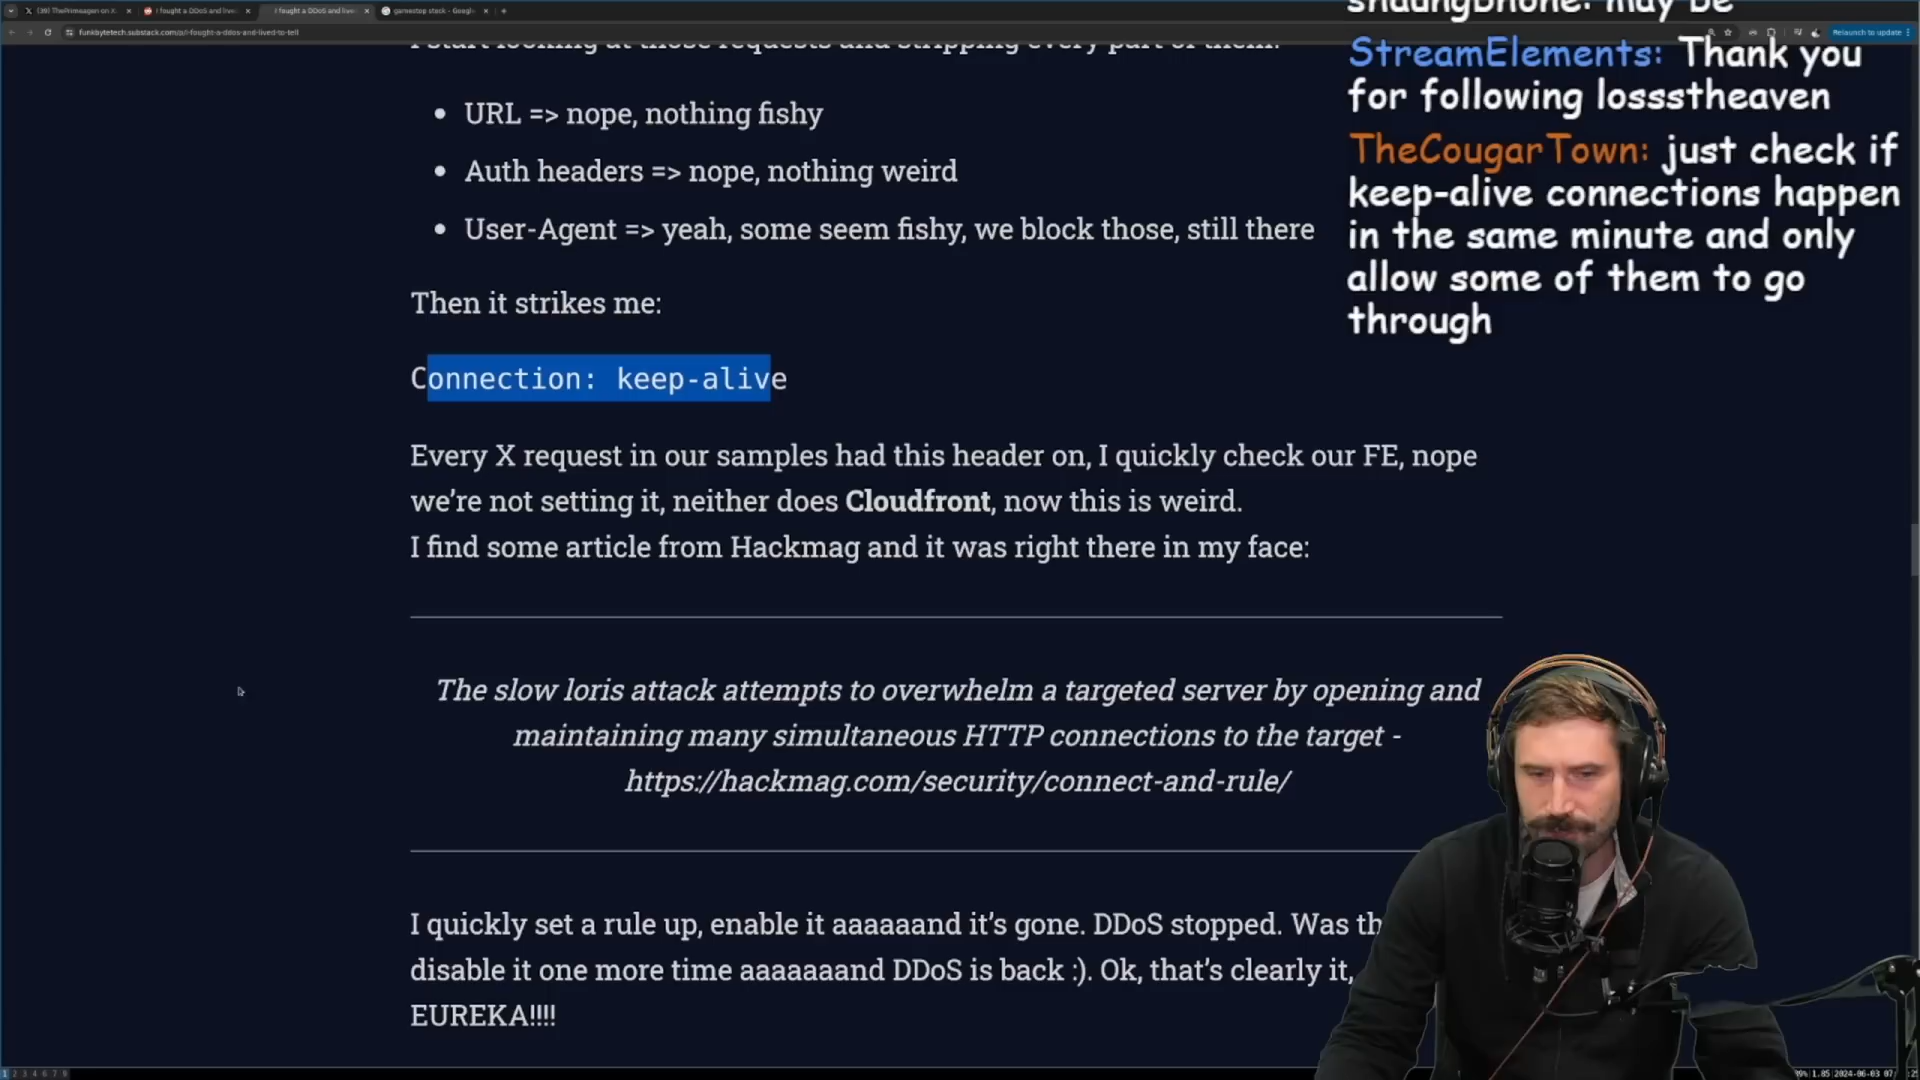 (39) ThePrimeagen on X
I fought a DDoS and live
I fought a DDoS and live
gamestop stock - Google
funkbytetech.substack.com/p/i-fought-a-ddos-and-lived-to-tell
Relaunch to update
I start looking at those requests and stripping every part of them:
URL => nope, nothing fishy
Auth headers => nope, nothing weird
User-Agent => yeah, some seem fishy, we block those, still there
Then it strikes me:
Connection: keep-alive
Every X request in our samples had this header on, I quickly check our FE, nope
we’re not setting it, neither does Cloudfront, now this is weird.
I find some article from Hackmag and it was right there in my face:
The slow loris attack attempts to overwhelm a targeted server by opening and
maintaining many simultaneous HTTP connections to the target -
https://hackmag.com/security/connect-and-rule/
I quickly set a rule up, enable it aaaaaand it’s gone. DDoS stopped. Was th
disable it one more time aaaaaaand DDoS is back :). Ok, that’s clearly it,
EUREKA!!!!
may be
StreamElements: Thank you
for following lossstheaven
TheCougarTown: just check if
keep-alive connections happen
in the same minute and only
allow some of them to go
through